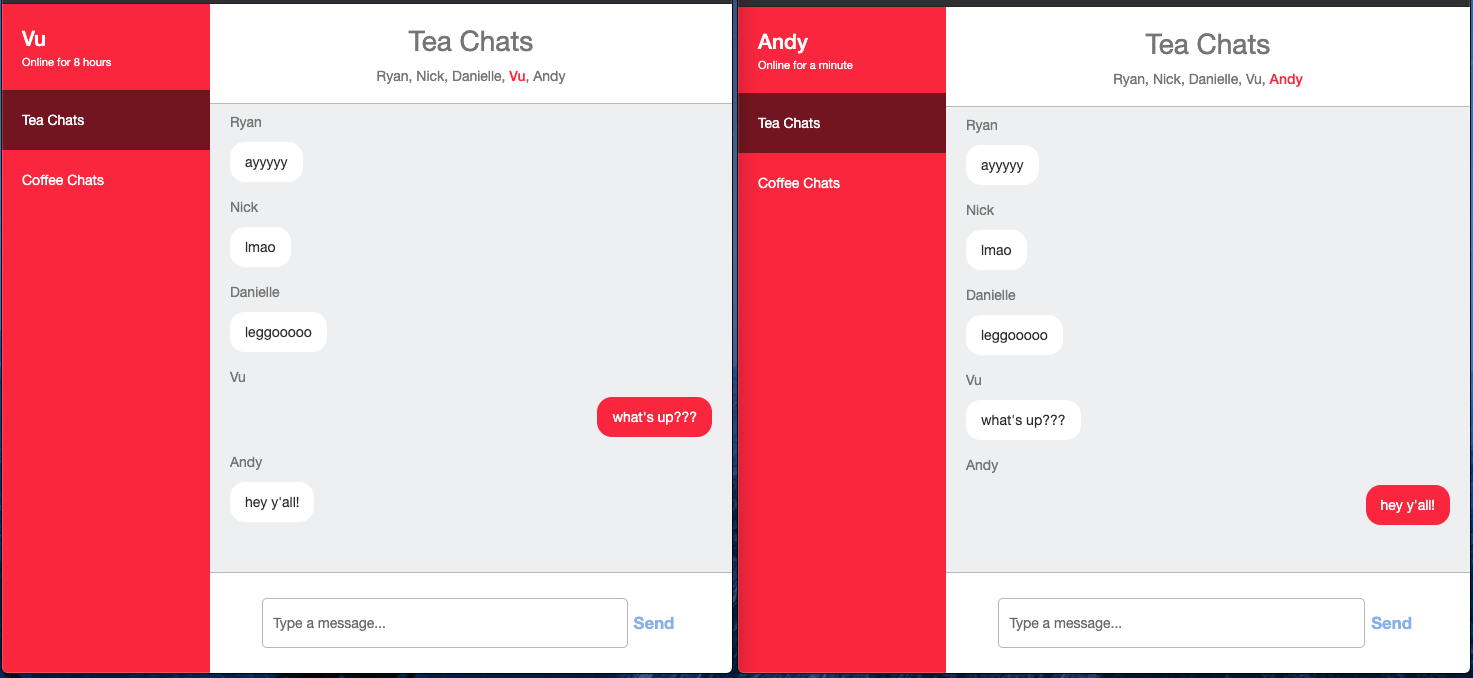 Vu
Online for 8 hours
Tea Chats
Coffee Chats
Tea Chats
Ryan, Nick, Danielle, Vu, Andy
Ryan
ayyyyy
Nick
lmao
Danielle
leggooooo
Vu
what's up???
Andy
hey y'all!
Type a message...
Send
Andy
Online for a minute
Tea Chats
Coffee Chats
Tea Chats
Ryan, Nick, Danielle, Vu, Andy
Ryan
ayyyyy
Nick
lmao
Danielle
leggooooo
Vu
what's up???
Andy
hey y'all!
Type a message...
Send